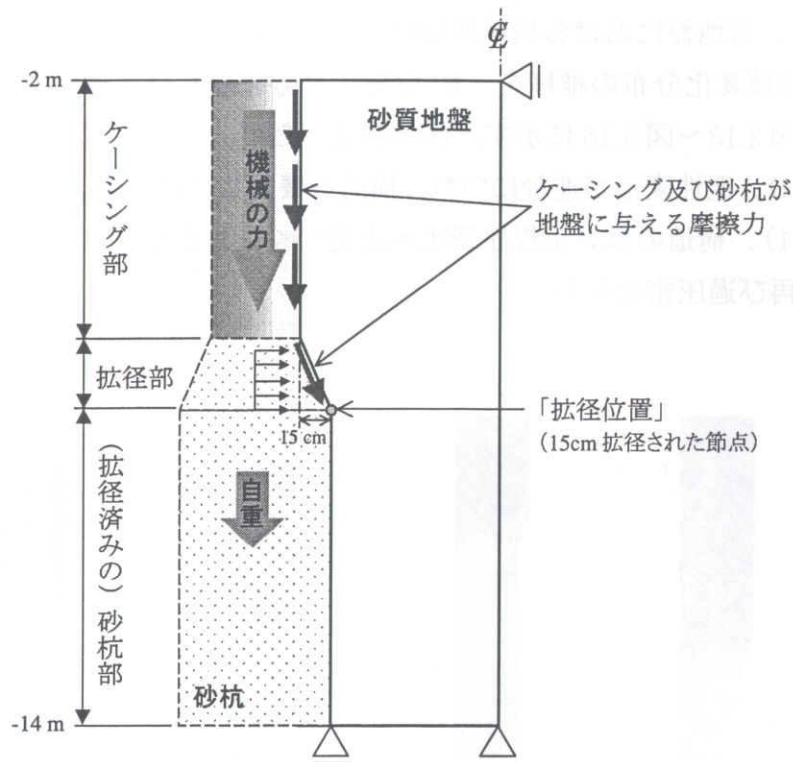 ℄
-2 m
砂質地盤
機械の力
ケーシング部
ケーシング及び砂杭が
地盤に与える摩擦力
拡径部
15 cm
「拡径位置」
（15cm 拡径された節点）
自重
（拡径済みの）砂杭部
砂杭
-14 m